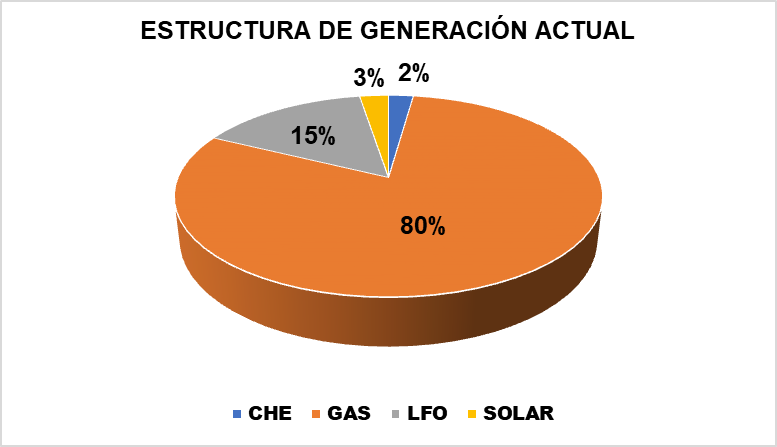 ESTRUCTURA DE GENERACIÓN ACTUAL
3%
2%
15%
80%
CHE
GAS
LFO
SOLAR